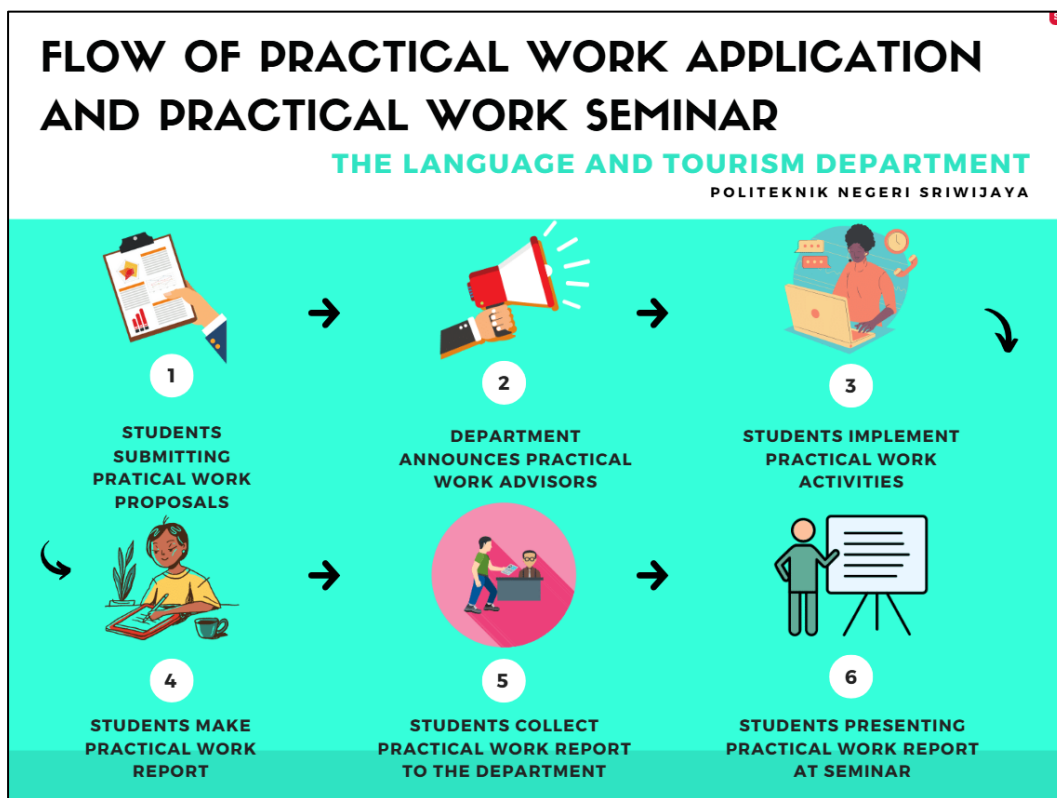 FLOW OF PRACTICAL WORK APPLICATION
AND PRACTICAL WORK SEMINAR
THE LANGUAGE AND TOURISM DEPARTMENT
POLITEKNIK NEGERI SRIWIJAYA
1
STUDENTS
SUBMITTING
PRATICAL WORK
PROPOSALS
2
DEPARTMENT
ANNOUNCES PRACTICAL
WORK ADVISORS
3
STUDENTS IMPLEMENT
PRACTICAL WORK
ACTIVITIES
4
STUDENTS MAKE
PRACTICAL WORK
REPORT
5
STUDENTS COLLECT
PRACTICAL WORK REPORT
TO THE DEPARTMENT
6
STUDENTS PRESENTING
PRACTICAL WORK REPORT
AT SEMINAR